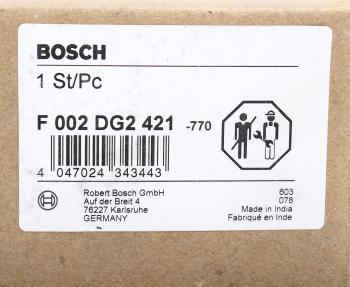 BOSCH
1 St/Pc
F 002 DG2 421 -770
4 047024 343443
Robert Bosch GmbH
Auf der Breit 4
76227 Karlsruhe
GERMANY
603
078
Made in India
Fabriqué en Inde